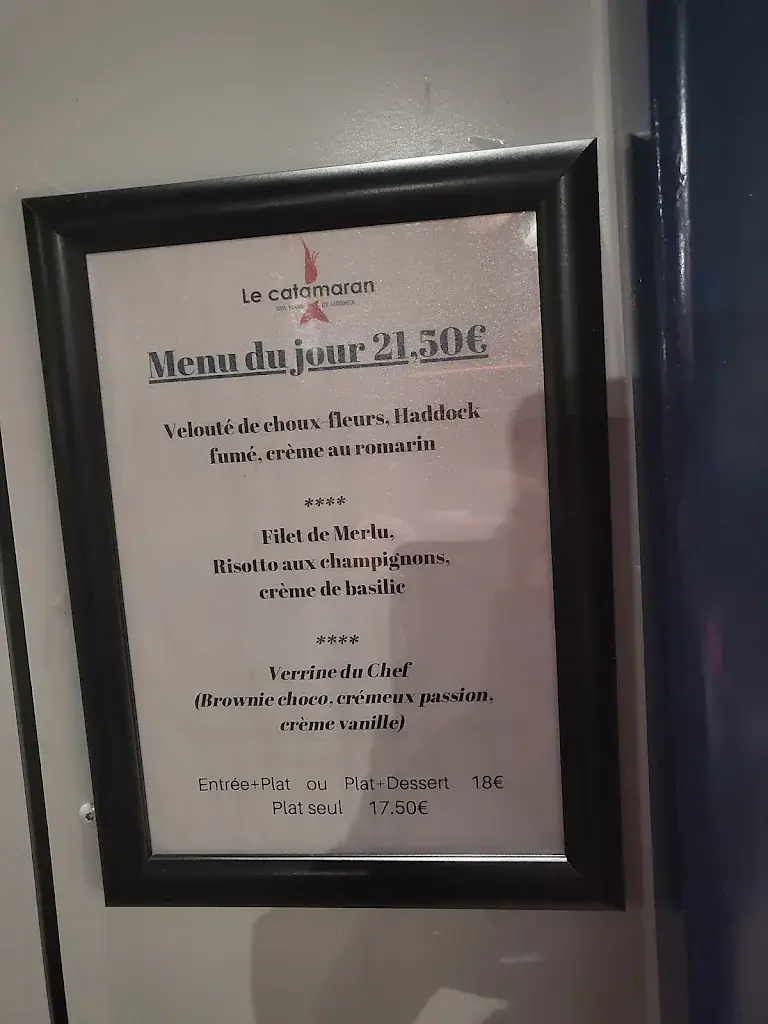 Le catamaran
Menu du jour 21,50€
Velouté de choux-fleurs, Haddock
fumé, crème au romarin
****
Filet de Merlu,
Risotto aux champignons,
crème de basilic
****
Verrine du Chef
(Brownie choco, crémeux passion,
crème vanille)
Entrée+Plat ou Plat+Dessert 18€
Plat seul 17.50€